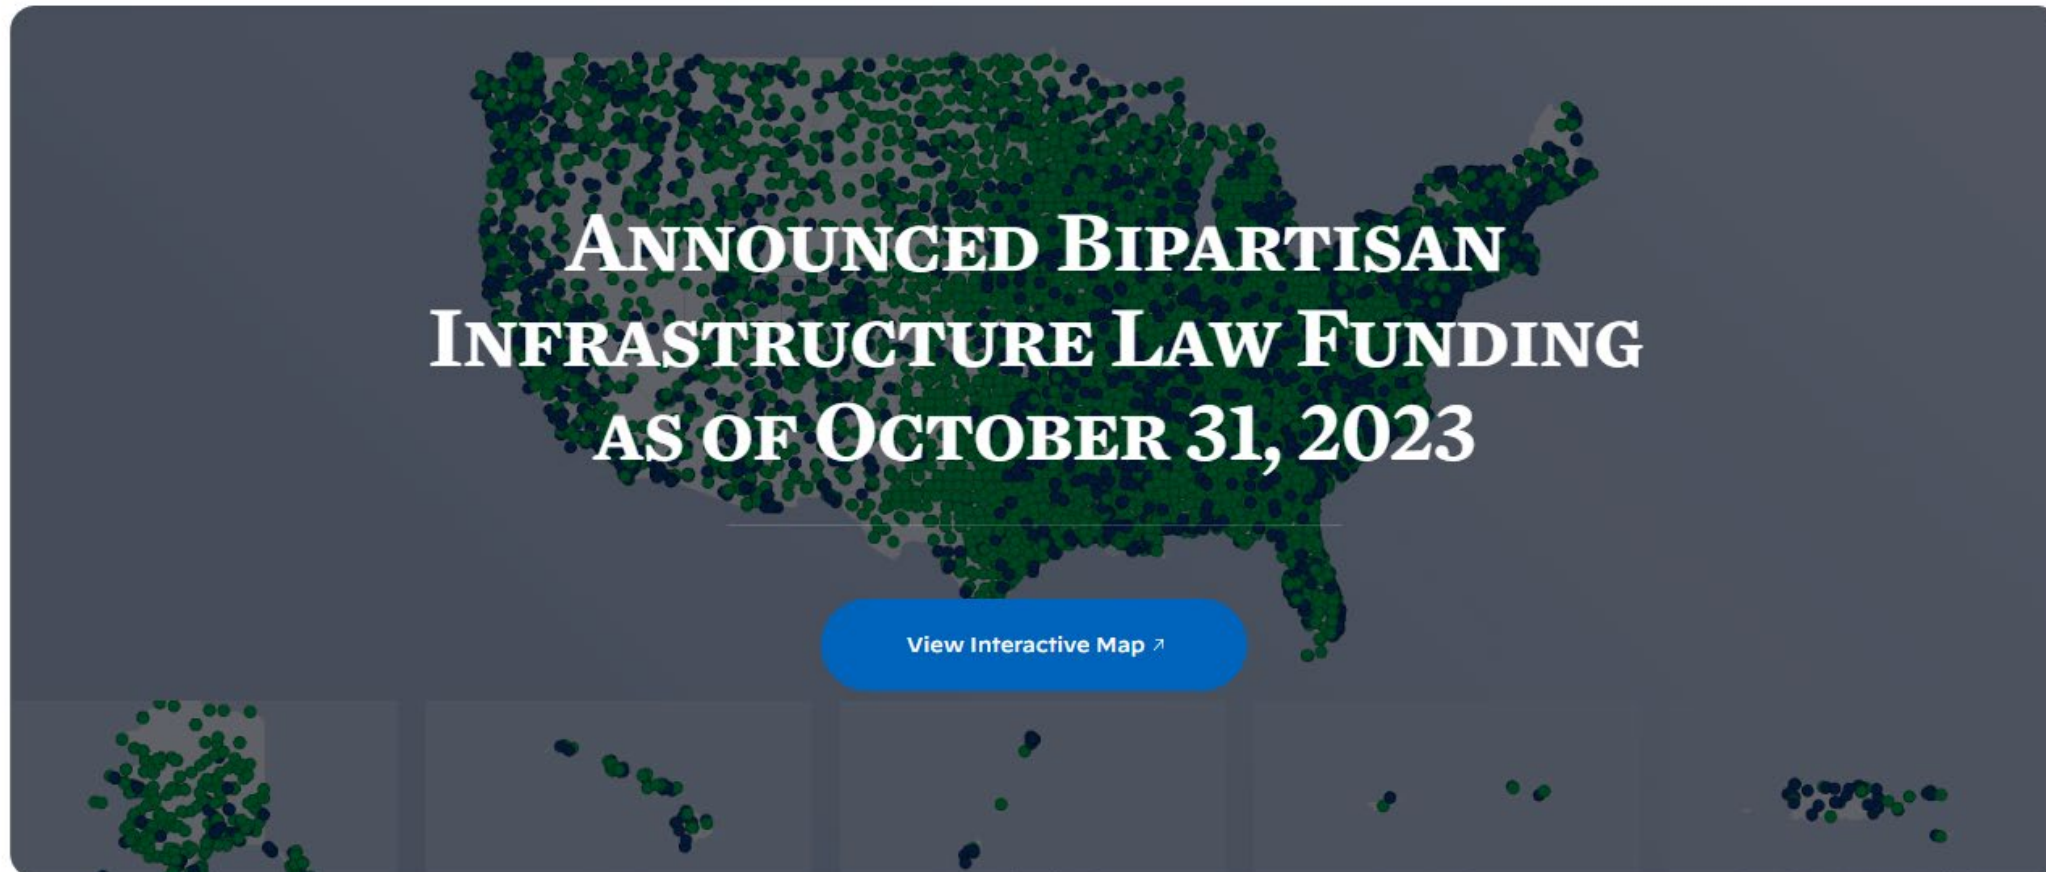 Announced Bipartisan
Infrastructure Law Funding
as of October 31, 2023
View Interactive Map ↗